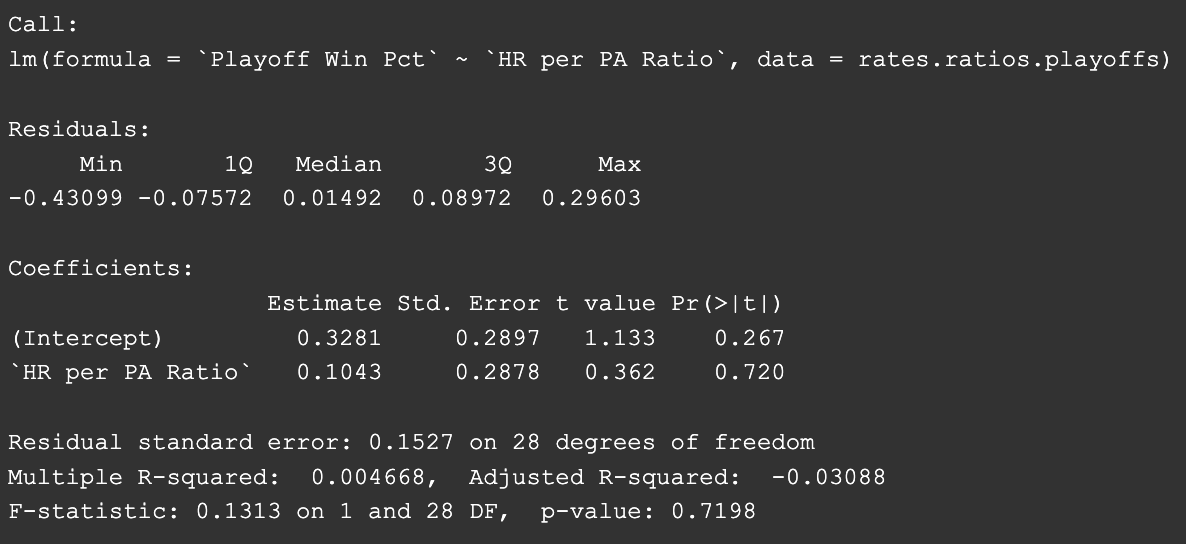 Call:
lm(formula = `Playoff Win Pct` ~ `HR per PA Ratio`, data = rates.ratios.playoffs)
Residuals:
Min 1Q Median 3Q Max
-0.43099 -0.07572 0.01492 0.08972 0.29603
Coefficients:
Estimate Std. Error t value Pr(>|t|)
(Intercept) 0.3281 0.2897 1.133 0.267
`HR per PA Ratio` 0.1043 0.2878 0.362 0.720
Residual standard error: 0.1527 on 28 degrees of freedom
Multiple R-squared: 0.004668, Adjusted R-squared: -0.03088
F-statistic: 0.1313 on 1 and 28 DF, p-value: 0.7198